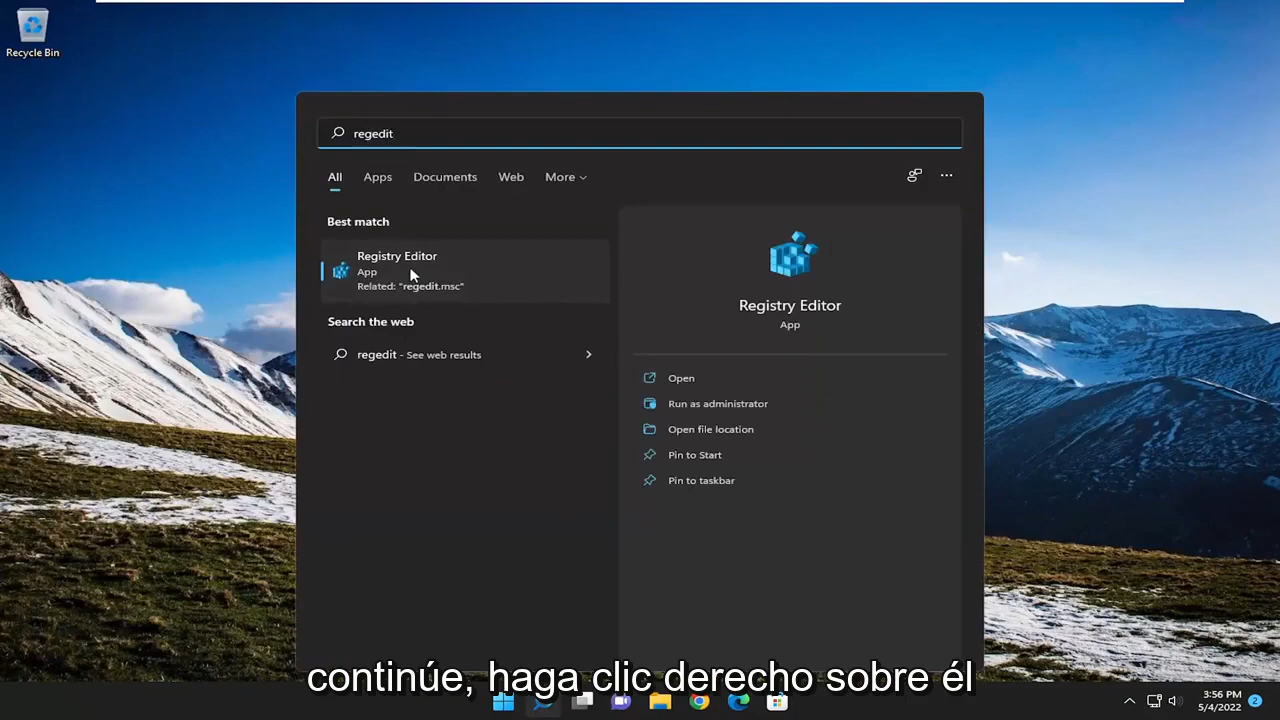 Recycle Bin
regedit
All
Apps
Documents
Web
More
Best match
Registry Editor
App
Related: "regedit.msc"
Search the web
regedit - See web results
Registry Editor
App
Open
Run as administrator
Open file location
Pin to Start
Pin to taskbar
continúe, haga clic derecho sobre él
3:56 PM
5/4/2022
2